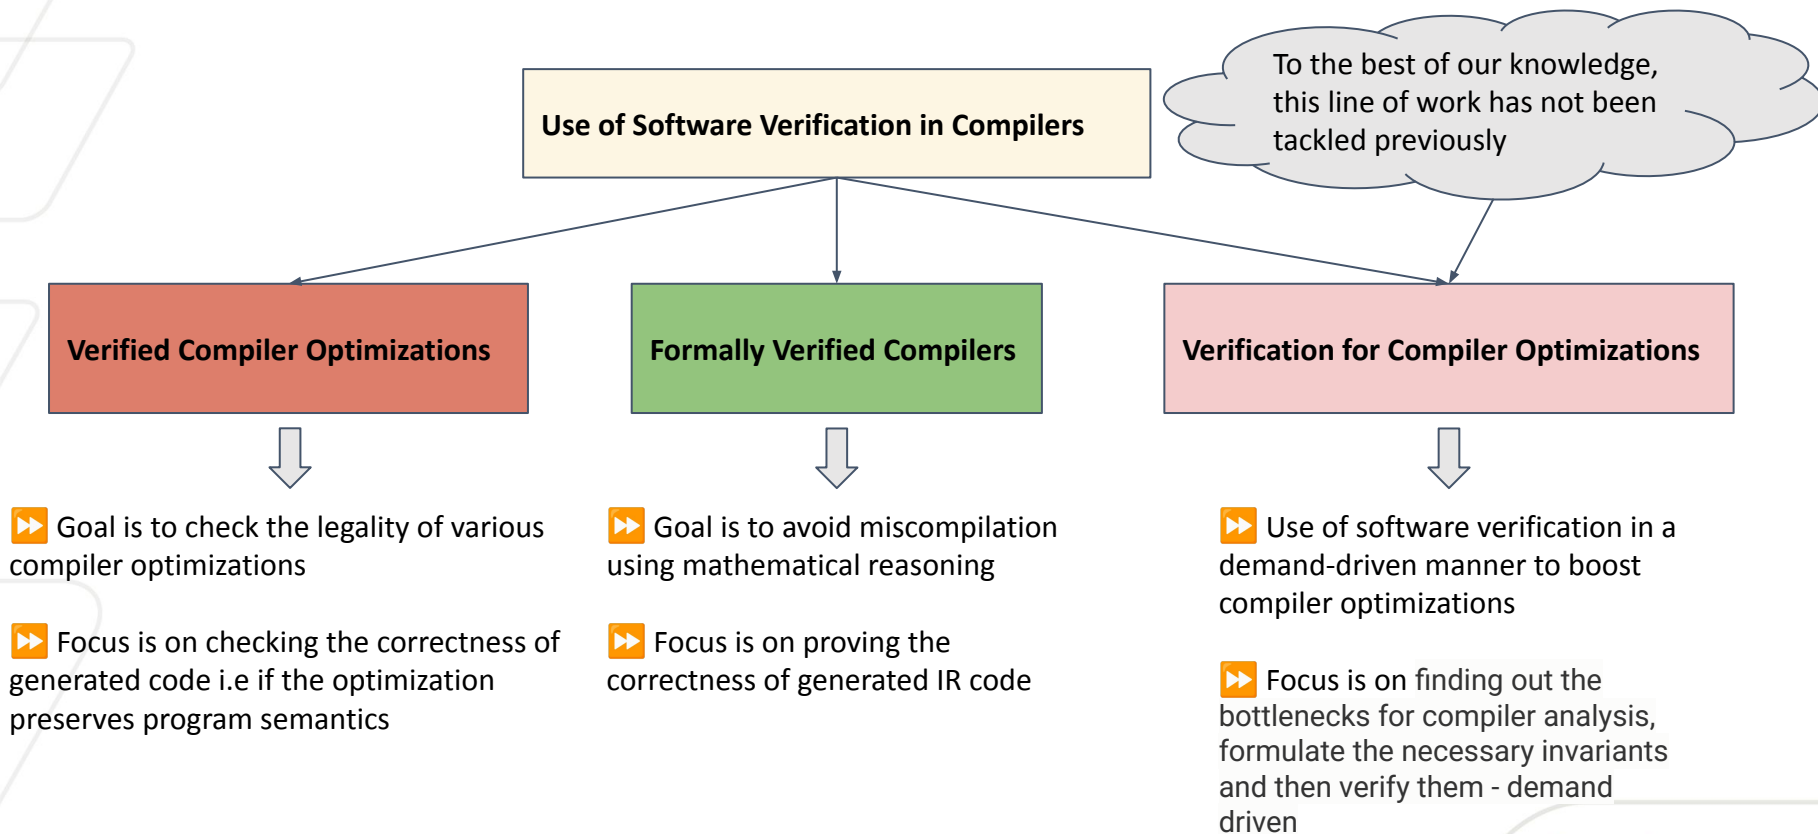 To the best of our knowledge,
this line of work has not been
tackled previously
Use of Software Verification in Compilers
Verified Compiler Optimizations
Formally Verified Compilers
Verification for Compiler Optimizations
⏩ Goal is to check the legality of various
compiler optimizations
⏩ Focus is on checking the correctness of
generated code i.e if the optimization
preserves program semantics
⏩ Goal is to avoid miscompilation
using mathematical reasoning
⏩ Focus is on proving the
correctness of generated IR code
⏩ Use of software verification in a
demand-driven manner to boost
compiler optimizations
⏩ Focus is on finding out the
bottlenecks for compiler analysis,
formulate the necessary invariants
and then verify them - demand
driven